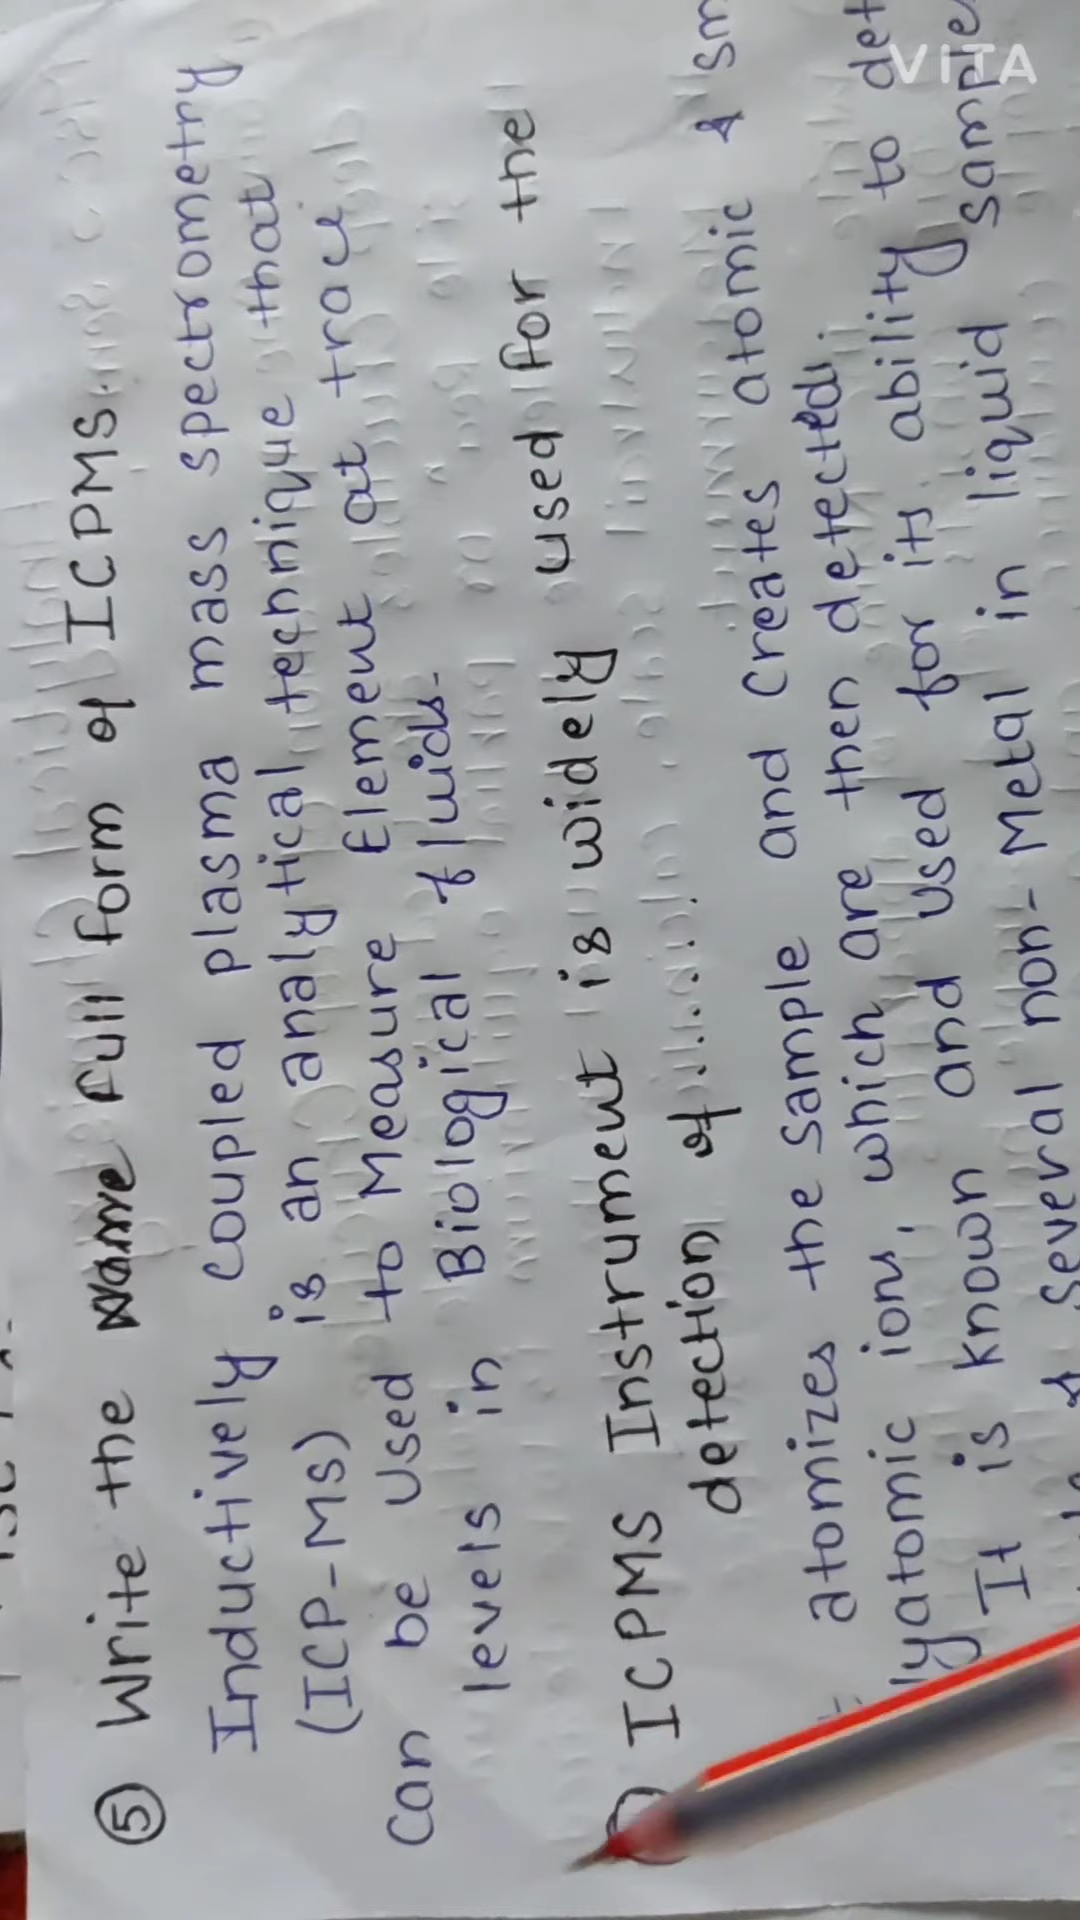 ⑤ Write the full form of ICPMS.
Inductively coupled plasma mass spectrometry
(ICP-MS) is an analytical technique that
can be used to Measure Element at trace
levels in Biological fluids.
ICPMS Instrument is widely used for the
detection of.......
atomizes the sample and creates atomic & sm
lyatomic ions, which are then detected.
It is known and used for its ability to det
& several non-Metal in liquid sample
VITA